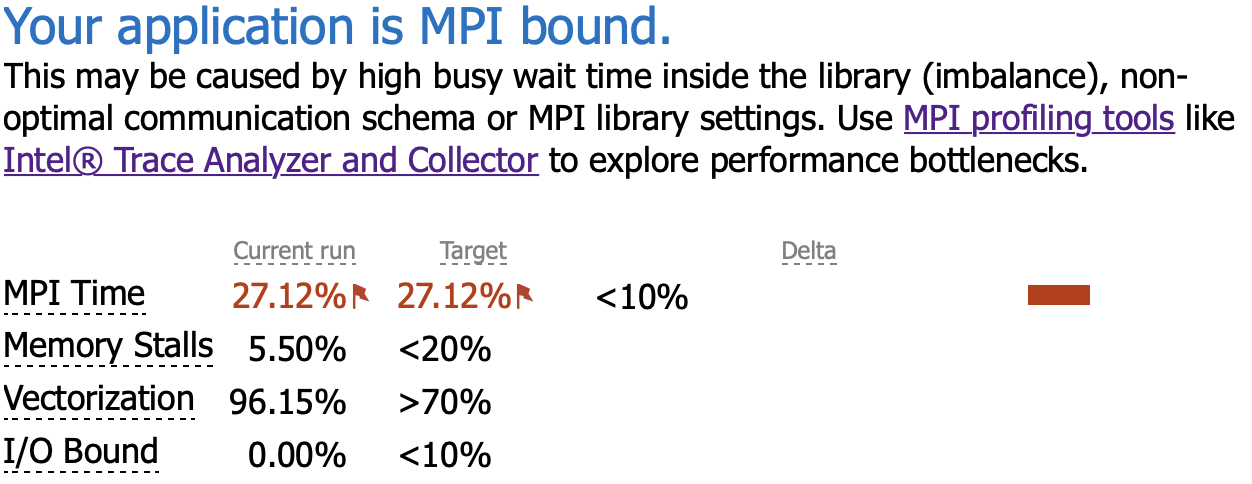 Your application is MPI bound.
This may be caused by high busy wait time inside the library (imbalance), non-
optimal communication schema or MPI library settings. Use MPI profiling tools like
Intel® Trace Analyzer and Collector to explore performance bottlenecks.
Current run Target Delta
MPI Time 27.12% 27.12% <10%
Memory Stalls 5.50% <20%
Vectorization 96.15% >70%
I/O Bound 0.00% <10%